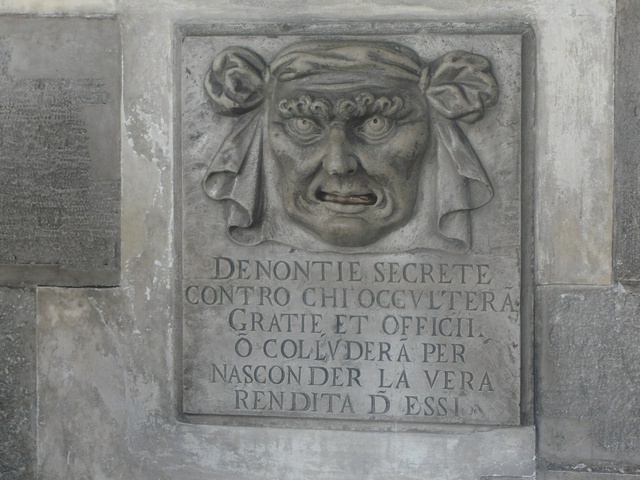 DENONTIE SECRETE
CONTRO CHI OCCVLTERÃ
GRATIE ET OFFICII.
Õ COLLVDERÃ PER
NASCONDER LA VERA
RENDITA D̃ ESSI.